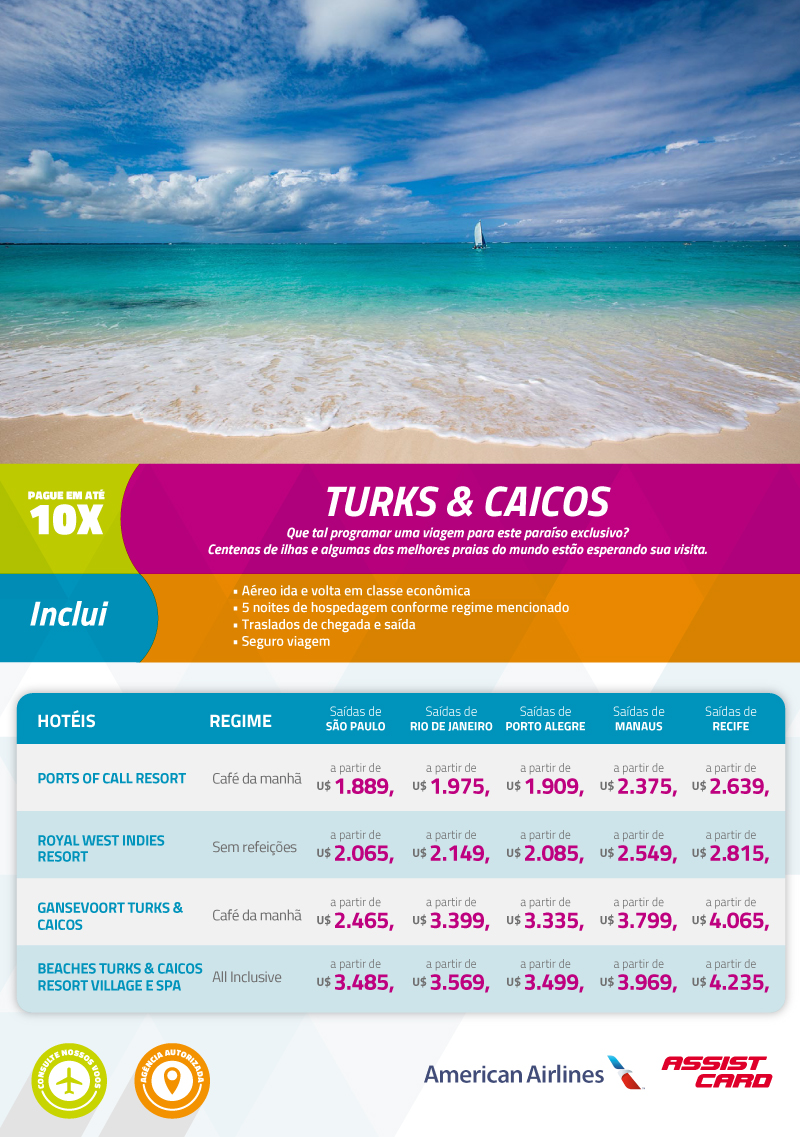 PAGUE EM ATÉ
10X
TURKS & CAICOS
Que tal programar uma viagem para este paraíso exclusivo?
Centenas de ilhas e algumas das melhores praias do mundo estão esperando sua visita.
Inclui
• Aéreo ida e volta em classe econômica
• 5 noites de hospedagem conforme regime mencionado
• Traslados de chegada e saída
• Seguro viagem
HOTÉIS REGIME Saídas de SÃO PAULO Saídas de RIO DE JANEIRO Saídas de PORTO ALEGRE Saídas de MANAUS Saídas de RECIFE
PORTS OF CALL RESORT Café da manhã a partir de U$ 1.889, a partir de U$ 1.975, a partir de U$ 1.909, a partir de U$ 2.375, a partir de U$ 2.639,
ROYAL WEST INDIES RESORT Sem refeições a partir de U$ 2.065, a partir de U$ 2.149, a partir de U$ 2.085, a partir de U$ 2.549, a partir de U$ 2.815,
GANSEVOORT TURKS & CAICOS Café da manhã a partir de U$ 2.465, a partir de U$ 3.399, a partir de U$ 3.335, a partir de U$ 3.799, a partir de U$ 4.065,
BEACHES TURKS & CAICOS RESORT VILLAGE E SPA All Inclusive a partir de U$ 3.485, a partir de U$ 3.569, a partir de U$ 3.499, a partir de U$ 3.969, a partir de U$ 4.235,
CONSULTE NOSSOS VOOS
AGÊNCIA AUTORIZADA
American Airlines
ASSIST
CARD